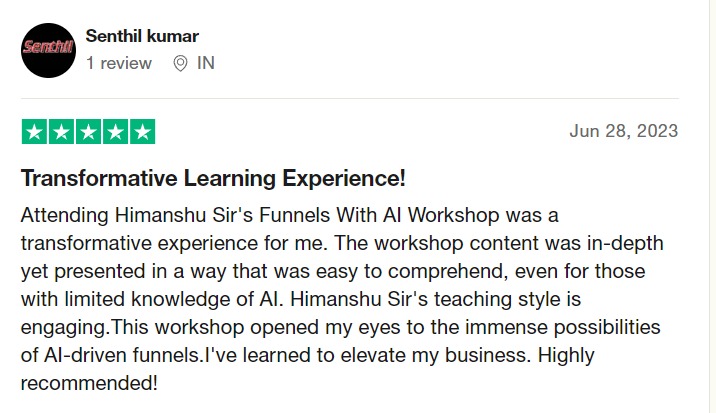 Senthil
Senthil kumar
1 review IN
Jun 28, 2023
Transformative Learning Experience!
Attending Himanshu Sir's Funnels With AI Workshop was a
transformative experience for me. The workshop content was in-depth
yet presented in a way that was easy to comprehend, even for those
with limited knowledge of AI. Himanshu Sir's teaching style is
engaging.This workshop opened my eyes to the immense possibilities
of AI-driven funnels.I've learned to elevate my business. Highly
recommended!